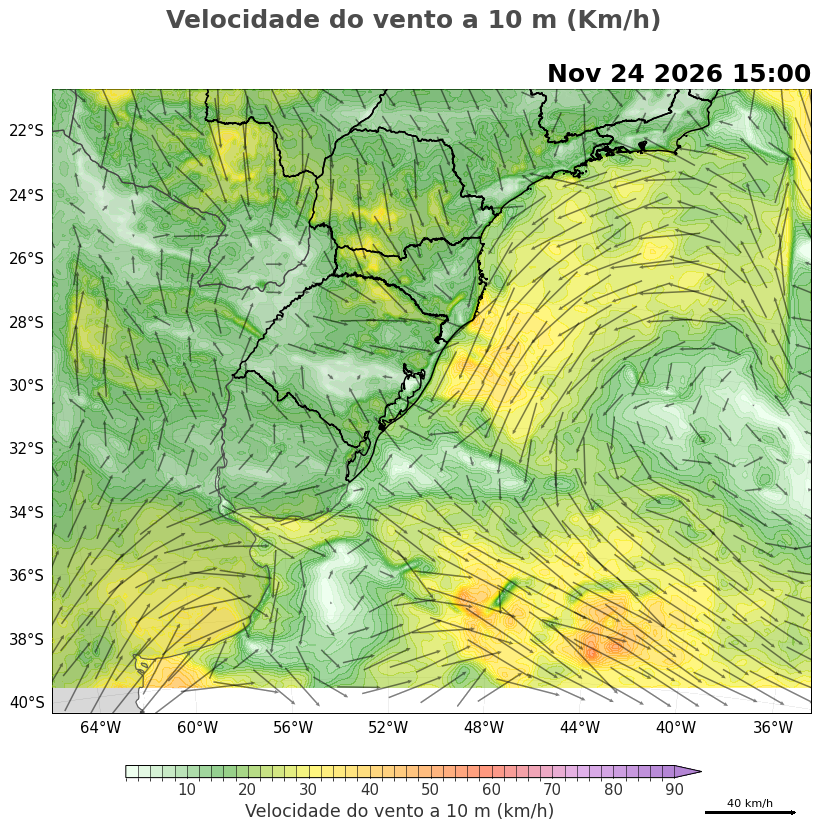 Velocidade do vento a 10 m (Km/h)
Nov 24 2026 15:00
22°S
24°S
26°S
28°S
30°S
32°S
34°S
36°S
38°S
40°S
64°W 60°W 56°W 52°W 48°W 44°W 40°W 36°W
10 20 30 40 50 60 70 80 90
Velocidade do vento a 10 m (km/h)
40 km/h